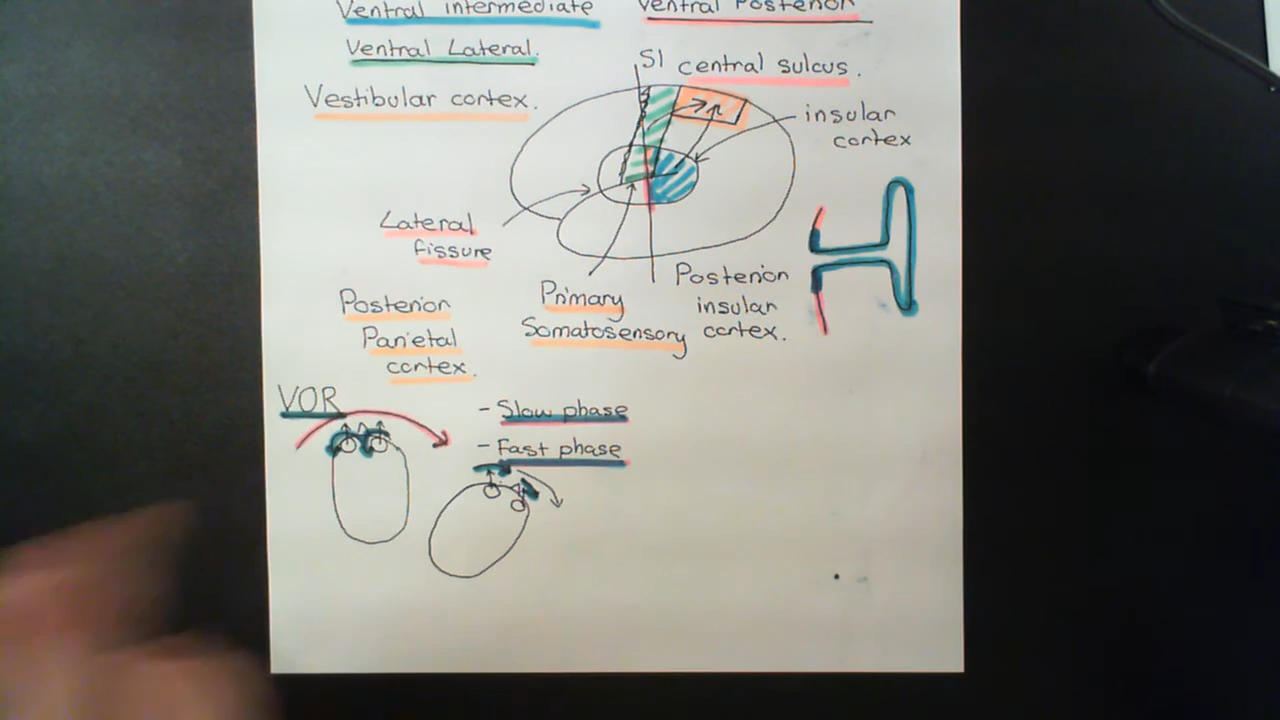 Ventral intermediate
Ventral Posterior
Ventral Lateral.
S1
central sulcus.
Vestibular cortex.
insular
cortex
Lateral
fissure
Posterior
Parietal
cortex.
Primary
Somatosensory
Posterior
insular
cortex.
VOR
- Slow phase
- Fast phase